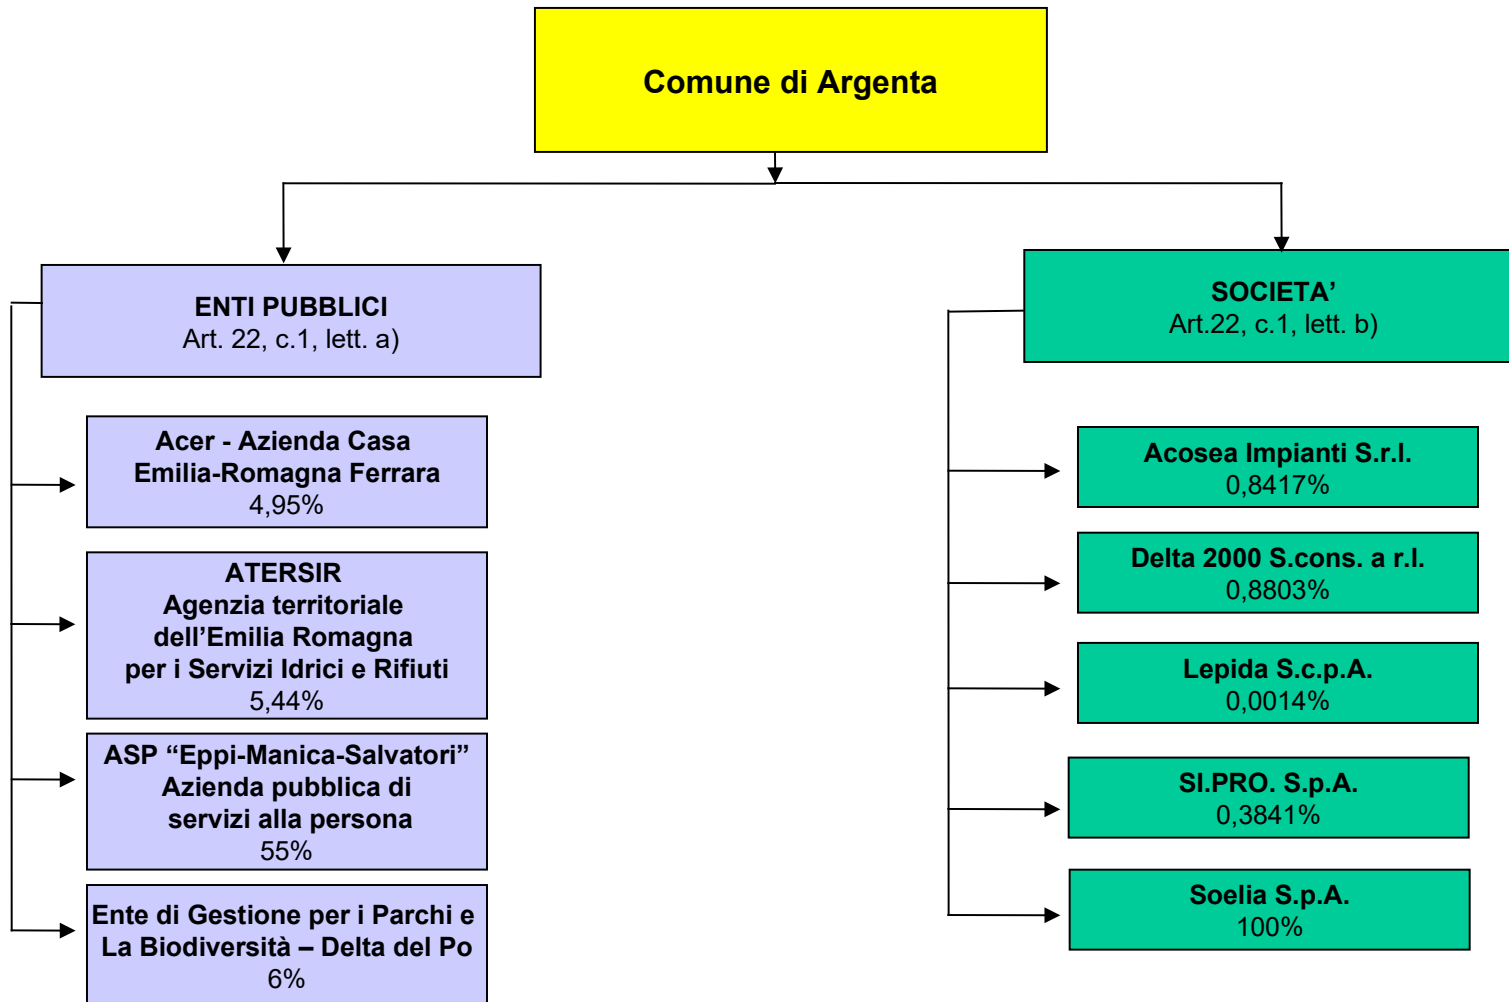 Comune di Argenta
ENTI PUBBLICI
Art. 22, c.1, lett. a)
Acer - Azienda Casa
Emilia-Romagna Ferrara
4,95%
ATERSIR
Agenzia territoriale
dell’Emilia Romagna
per i Servizi Idrici e Rifiuti
5,44%
ASP “Eppi-Manica-Salvatori”
Azienda pubblica di
servizi alla persona
55%
Ente di Gestione per i Parchi e
La Biodiversità – Delta del Po
6%
SOCIETA’
Art.22, c.1, lett. b)
Acosea Impianti S.r.l.
0,8417%
Delta 2000 S.cons. a r.l.
0,8803%
Lepida S.c.p.A.
0,0014%
SI.PRO. S.p.A.
0,3841%
Soelia S.p.A.
100%